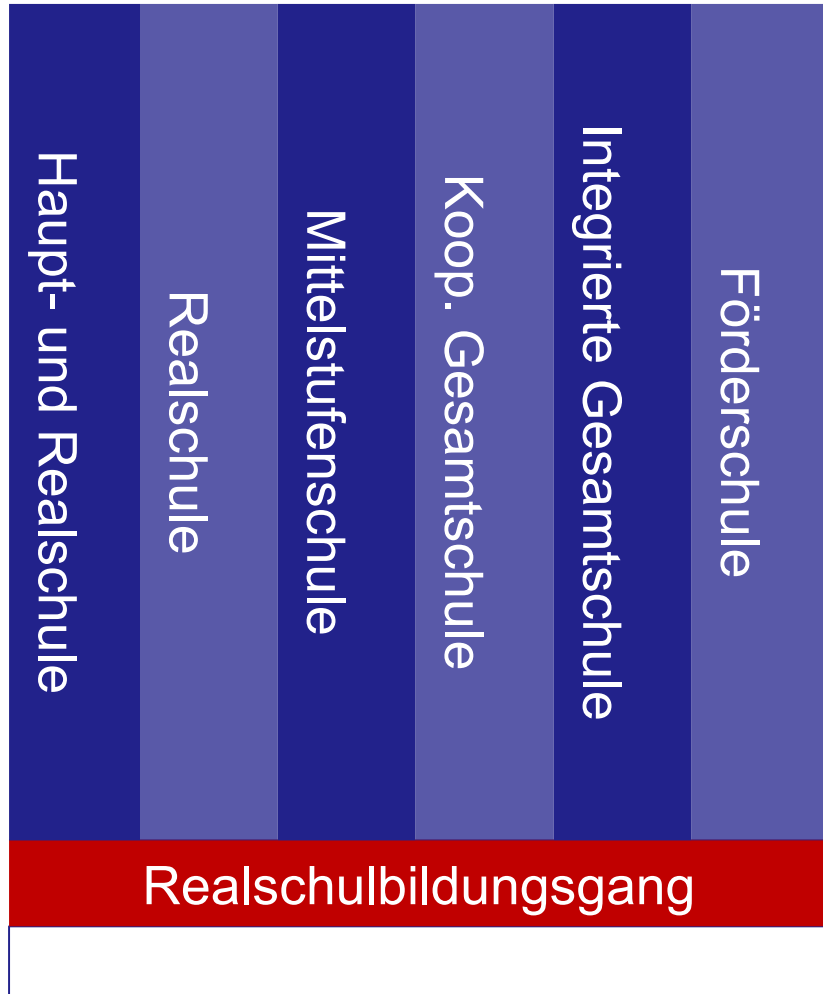 Haupt- und Realschule
Realschule
Mittelstufenschule
Koop. Gesamtschule
Integrierte Gesamtschule
Förderschule
Realschulbildungsgang